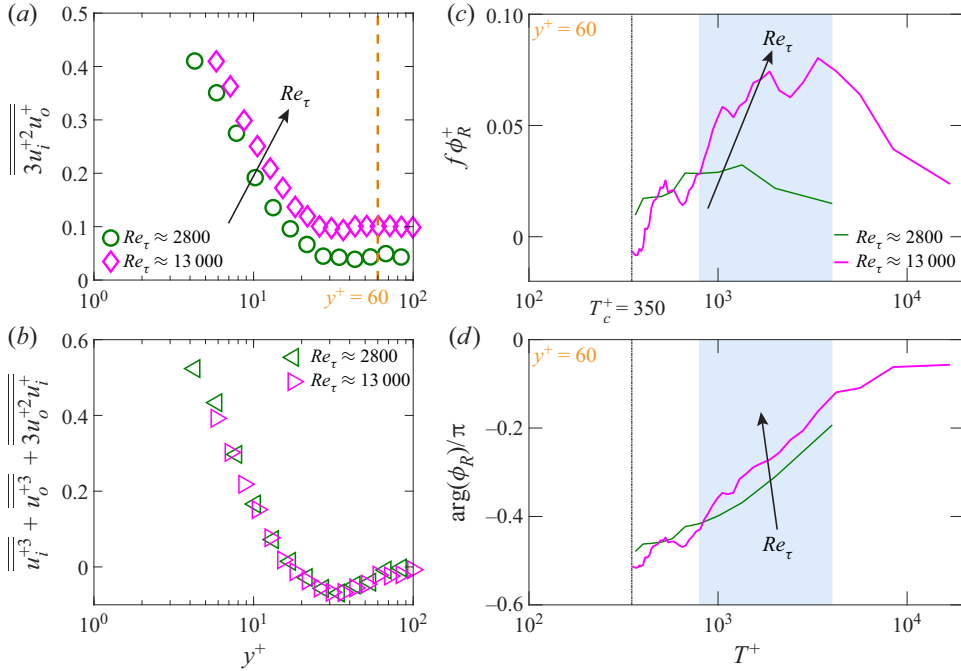 (a)
0.5
0.4
0.3
0.2
0.1
0
3u_i^{+2}u_o^+
Re_τ
Re_τ ≈ 2800
Re_τ ≈ 13 000
y^+ = 60
10^0
10^1
10^2
(b)
0.6
0.4
0.2
0
u_i^{+3} + u_o^{+3} + 3u_o^{+2}u_i^+
Re_τ ≈ 2800
Re_τ ≈ 13 000
10^0
10^1
10^2
y^+
(c)
y^+ = 60
0.10
0.05
0
fϕ_R^+
Re_τ
Re_τ ≈ 2800
Re_τ ≈ 13 000
10^2
T_c^+ = 350
10^3
10^4
(d)
y^+ = 60
0
−0.2
−0.4
−0.6
arg(ϕ_R)/π
Re_τ
10^2
10^3
10^4
T^+